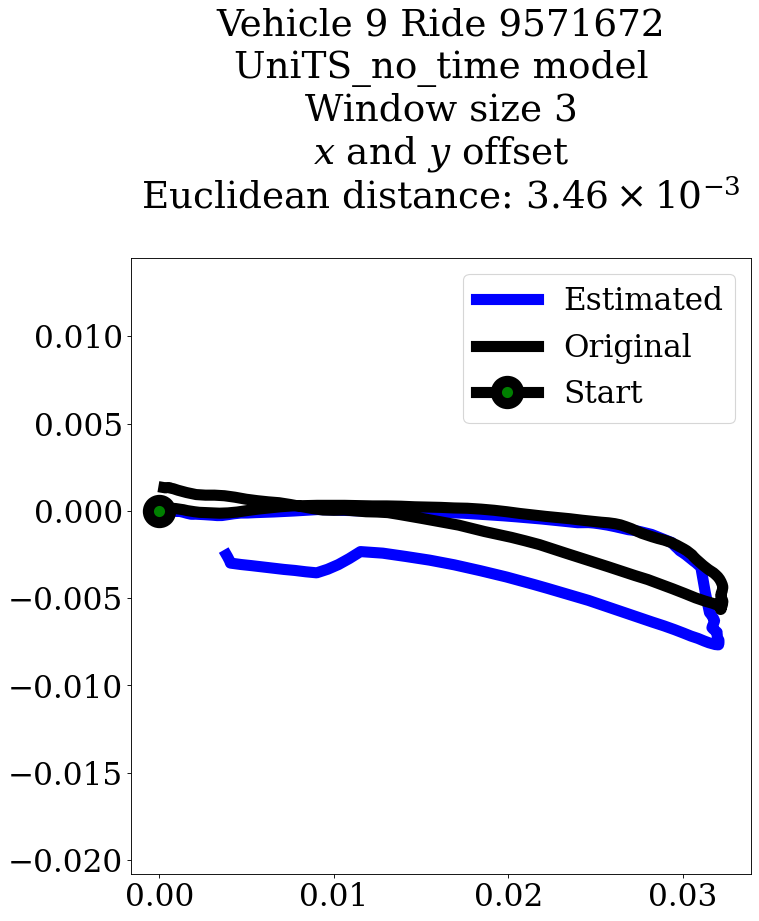 Vehicle 9 Ride 9571672
UniTS_no_time model
Window size 3
x and y offset
Euclidean distance: 3.46 × 10⁻³
Estimated
Original
Start
0.010
0.005
0.000
−0.005
−0.010
−0.015
−0.020
0.00 0.01 0.02 0.03